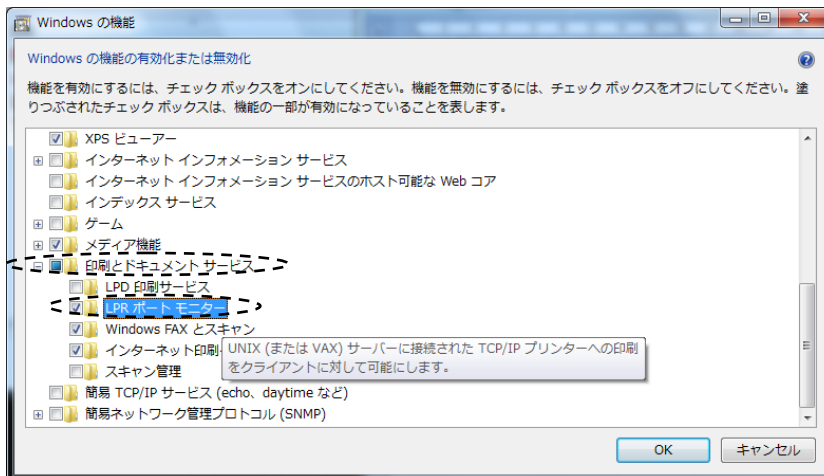 Windows の機能
Windows の機能の有効化または無効化
機能を有効にするには、チェック ボックスをオンにしてください。機能を無効にするには、チェック ボックスをオフにしてください。塗
りつぶされたチェック ボックスは、機能の一部が有効になっていることを表します。
XPS ビューアー
インターネット インフォメーション サービス
インターネット インフォメーション サービスのホスト可能な Web コア
インデックス サービス
ゲーム
メディア機能
印刷とドキュメント サービス
LPD 印刷サービス
LPR ポート モニター
Windows FAX とスキャン
インターネット印刷
UNIX (または VAX) サーバーに接続された TCP/IP プリンターへの印刷
をクライアントに対して可能にします。
スキャン管理
簡易 TCP/IP サービス (echo、daytime など)
簡易ネットワーク管理プロトコル (SNMP)
OK
キャンセル